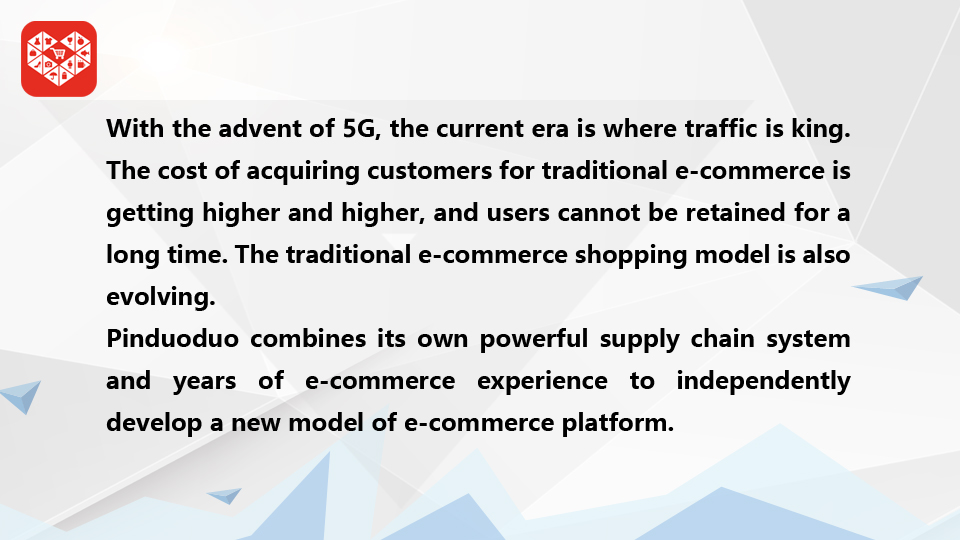 With the advent of 5G, the current era is where traffic is king.
The cost of acquiring customers for traditional e-commerce is
getting higher and higher, and users cannot be retained for a
long time. The traditional e-commerce shopping model is also
evolving.
Pinduoduo combines its own powerful supply chain system
and years of e-commerce experience to independently
develop a new model of e-commerce platform.